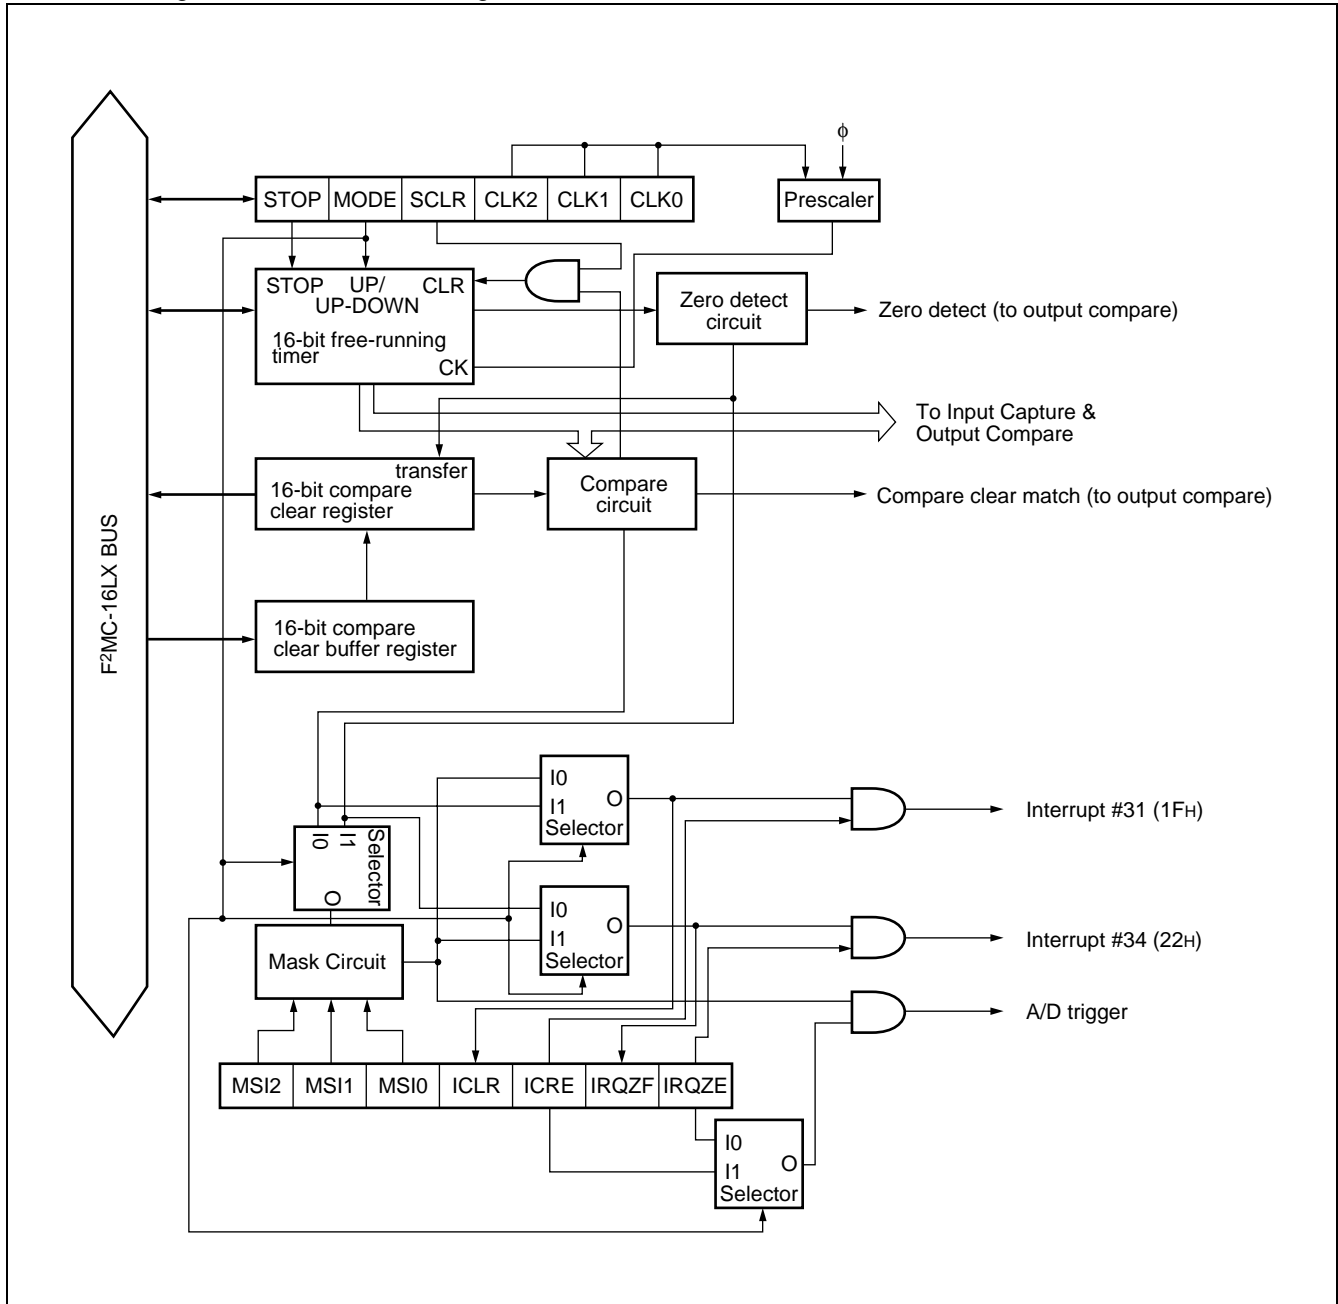 φ
STOP MODE SCLR CLK2 CLK1 CLK0
Prescaler
STOP UP/ CLR
UP-DOWN
16-bit free-running
timer
CK
Zero detect
circuit
Zero detect (to output compare)
To Input Capture &
Output Compare
transfer
16-bit compare
clear register
Compare
circuit
Compare clear match (to output compare)
F²MC-16LX BUS
16-bit compare
clear buffer register
I0
I1
O
Selector
Interrupt #31 (1FH)
I0
I1
O
Selector
I0
I1
O
Selector
Interrupt #34 (22H)
Mask Circuit
A/D trigger
MSI2 MSI1 MSI0 ICLR ICRE IRQZF IRQZE
I0
I1
O
Selector